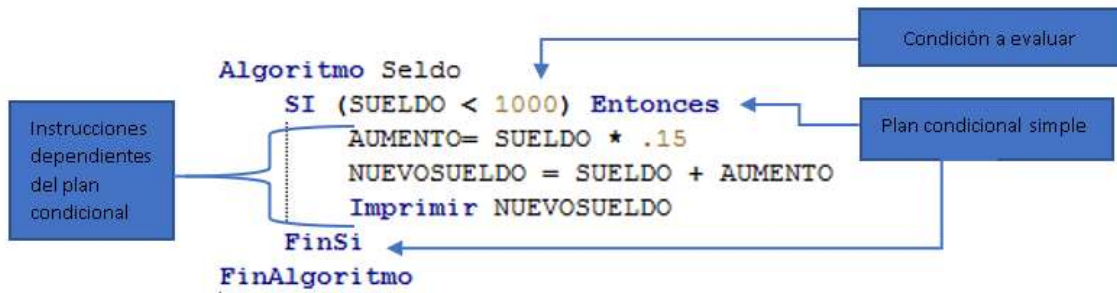 Condición a evaluar
Algoritmo Seldo
SI (SUELDO < 1000) Entonces
Instrucciones
dependientes
del plan
condicional
Plan condicional simple
AUMENTO= SUELDO * .15
NUEVOSUELDO = SUELDO + AUMENTO
Imprimir NUEVOSUELDO
FinSi
FinAlgoritmo